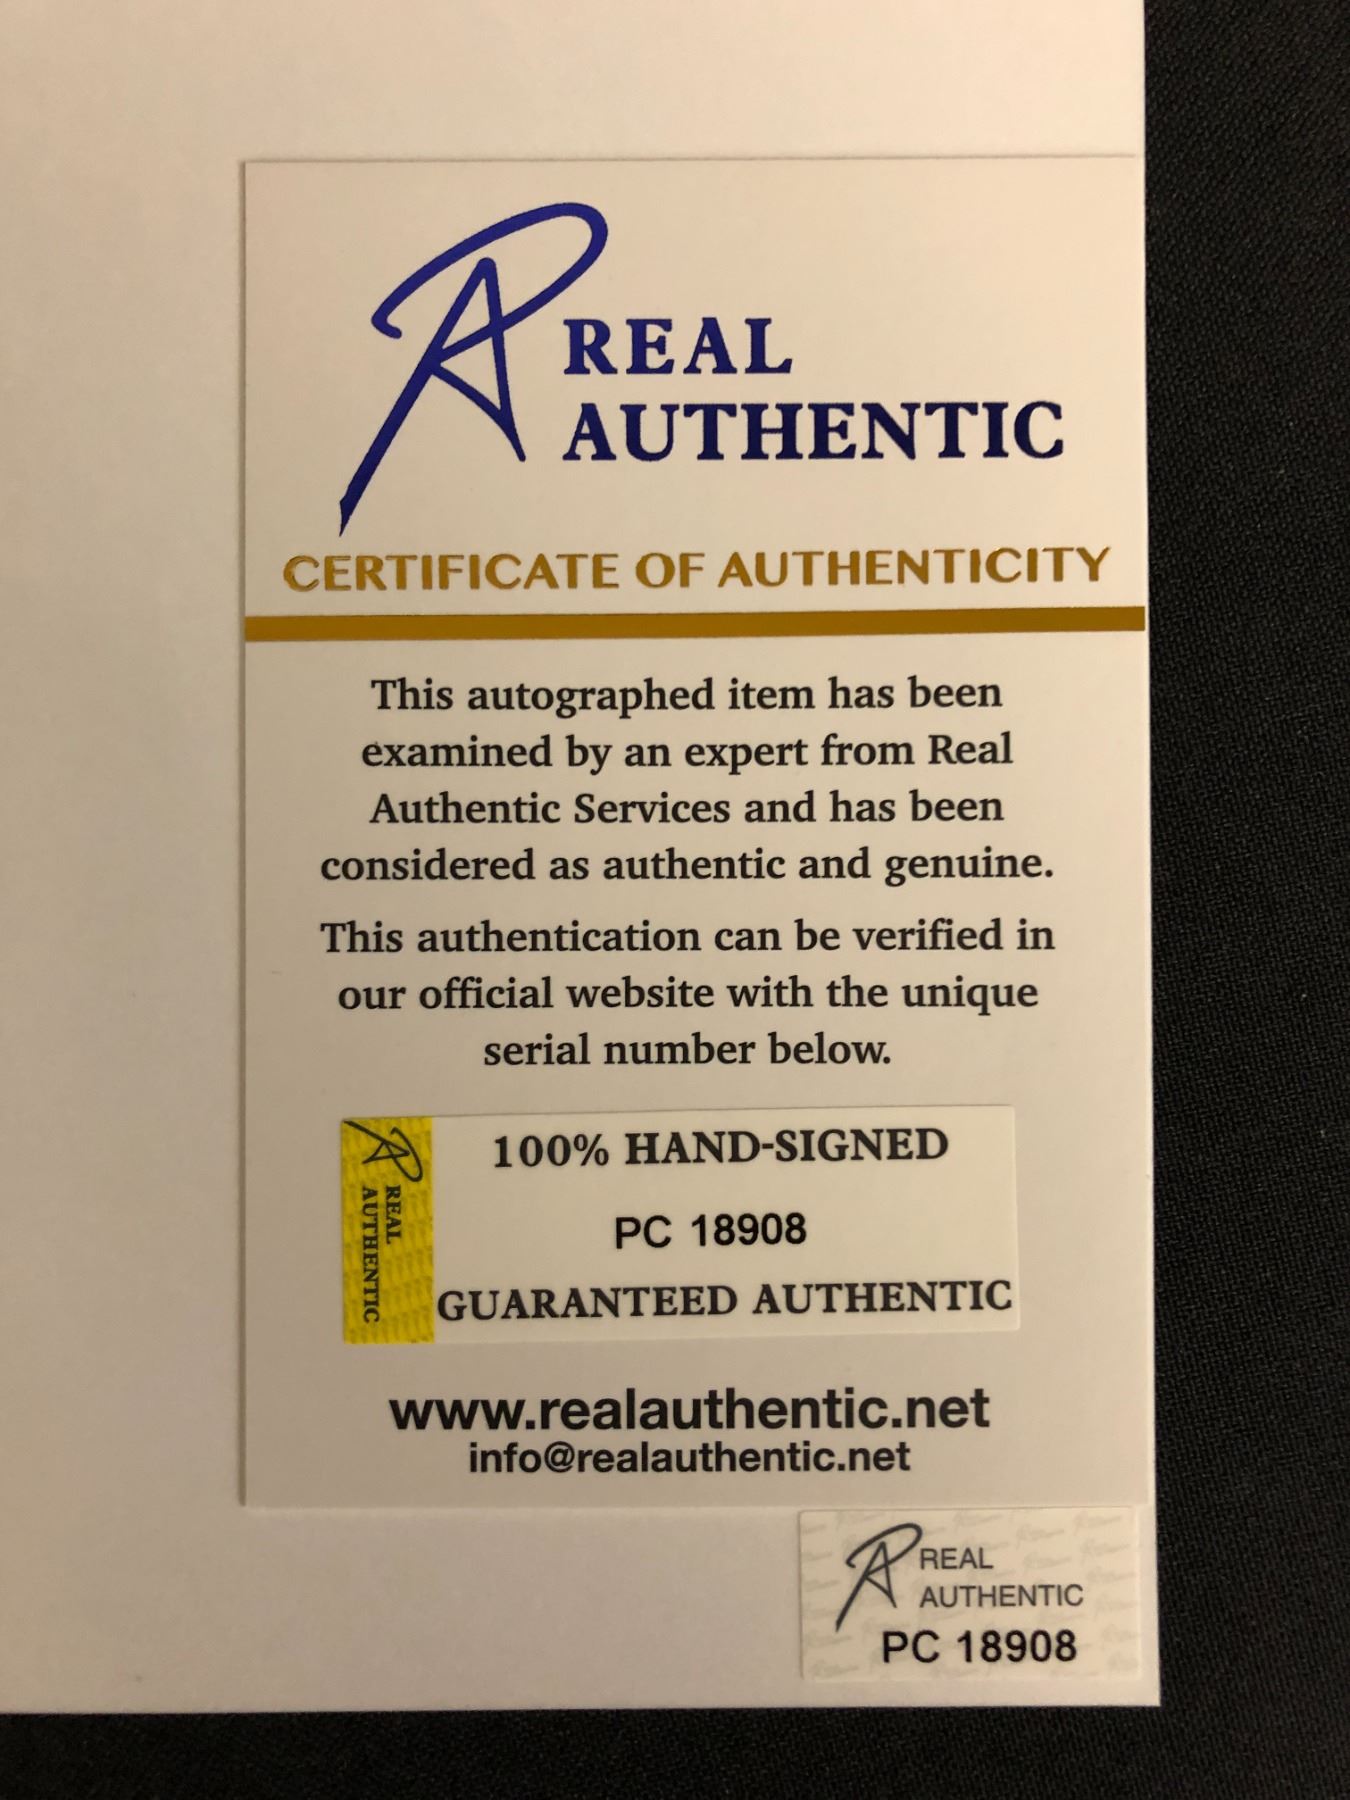 RA REAL
AUTHENTIC
CERTIFICATE OF AUTHENTICITY
This autographed item has been
examined by an expert from Real
Authentic Services and has been
considered as authentic and genuine.
This authentication can be verified in
our official website with the unique
serial number below.
RA REAL
AUTHENTIC
100% HAND-SIGNED
PC 18908
GUARANTEED AUTHENTIC
www.realauthentic.net
info@realauthentic.net
RA REAL
AUTHENTIC
PC 18908